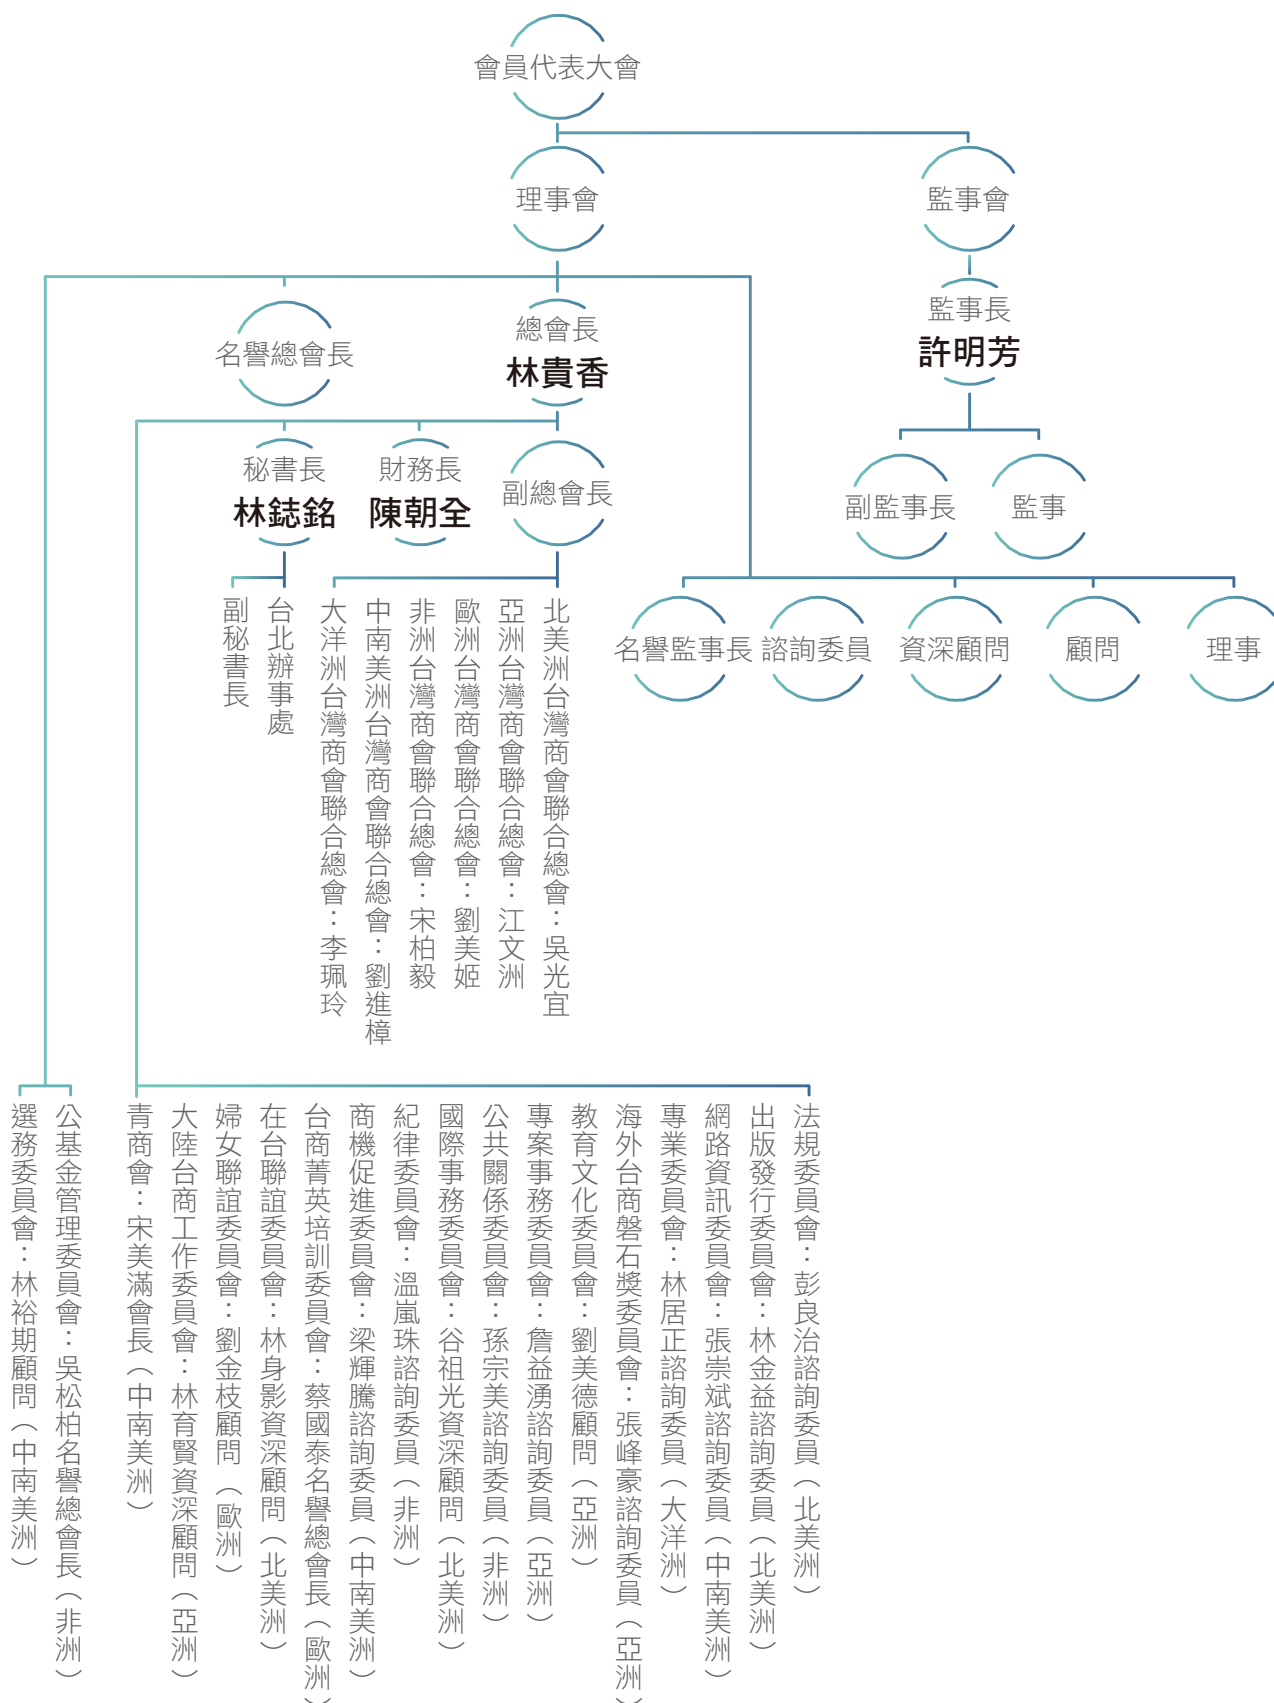 會員代表大會
理事會
監事會
監事長
許明芳
總會長
林貴香
名譽總會長
秘書長
林鋕銘
財務長
陳朝全
副總會長
副監事長
監事
名譽監事長
諮詢委員
資深顧問
顧問
理事
副秘書長
台北辦事處
大洋洲台灣商會聯合總會：李珮玲
中南美洲台灣商會聯合總會：劉進樟
非洲台灣商會聯合總會：宋柏毅
歐洲台灣商會聯合總會：劉美姬
亞洲台灣商會聯合總會：江文洲
北美洲台灣商會聯合總會：吳光宜
選務委員會：林裕期顧問（中南美洲）
公基金管理委員會：吳松柏名譽總會長（非洲）
青商會：宋美滿會長（中南美洲）
大陸台商工作委員會：林育賢資深顧問（亞洲）
婦女聯誼委員會：劉金枝顧問（歐洲）
在台聯誼委員會：林身影資深顧問（北美洲）
台商菁英培訓委員會：蔡國泰名譽總會長（歐洲）
商機促進委員會：梁輝騰諮詢委員（中南美洲）
紀律委員會：溫嵐珠諮詢委員（非洲）
國際事務委員會：谷祖光資深顧問（北美洲）
公共關係委員會：孫宗美諮詢委員（非洲）
專案事務委員會：詹益湧諮詢委員（亞洲）
教育文化委員會：劉美德顧問（亞洲）
海外台商磐石獎委員會：張峰豪諮詢委員（亞洲）
專業委員會：林居正諮詢委員（大洋洲）
網路資訊委員會：張崇斌諮詢委員（中南美洲）
出版發行委員會：林金益諮詢委員（北美洲）
法規委員會：彭良治諮詢委員（北美洲）